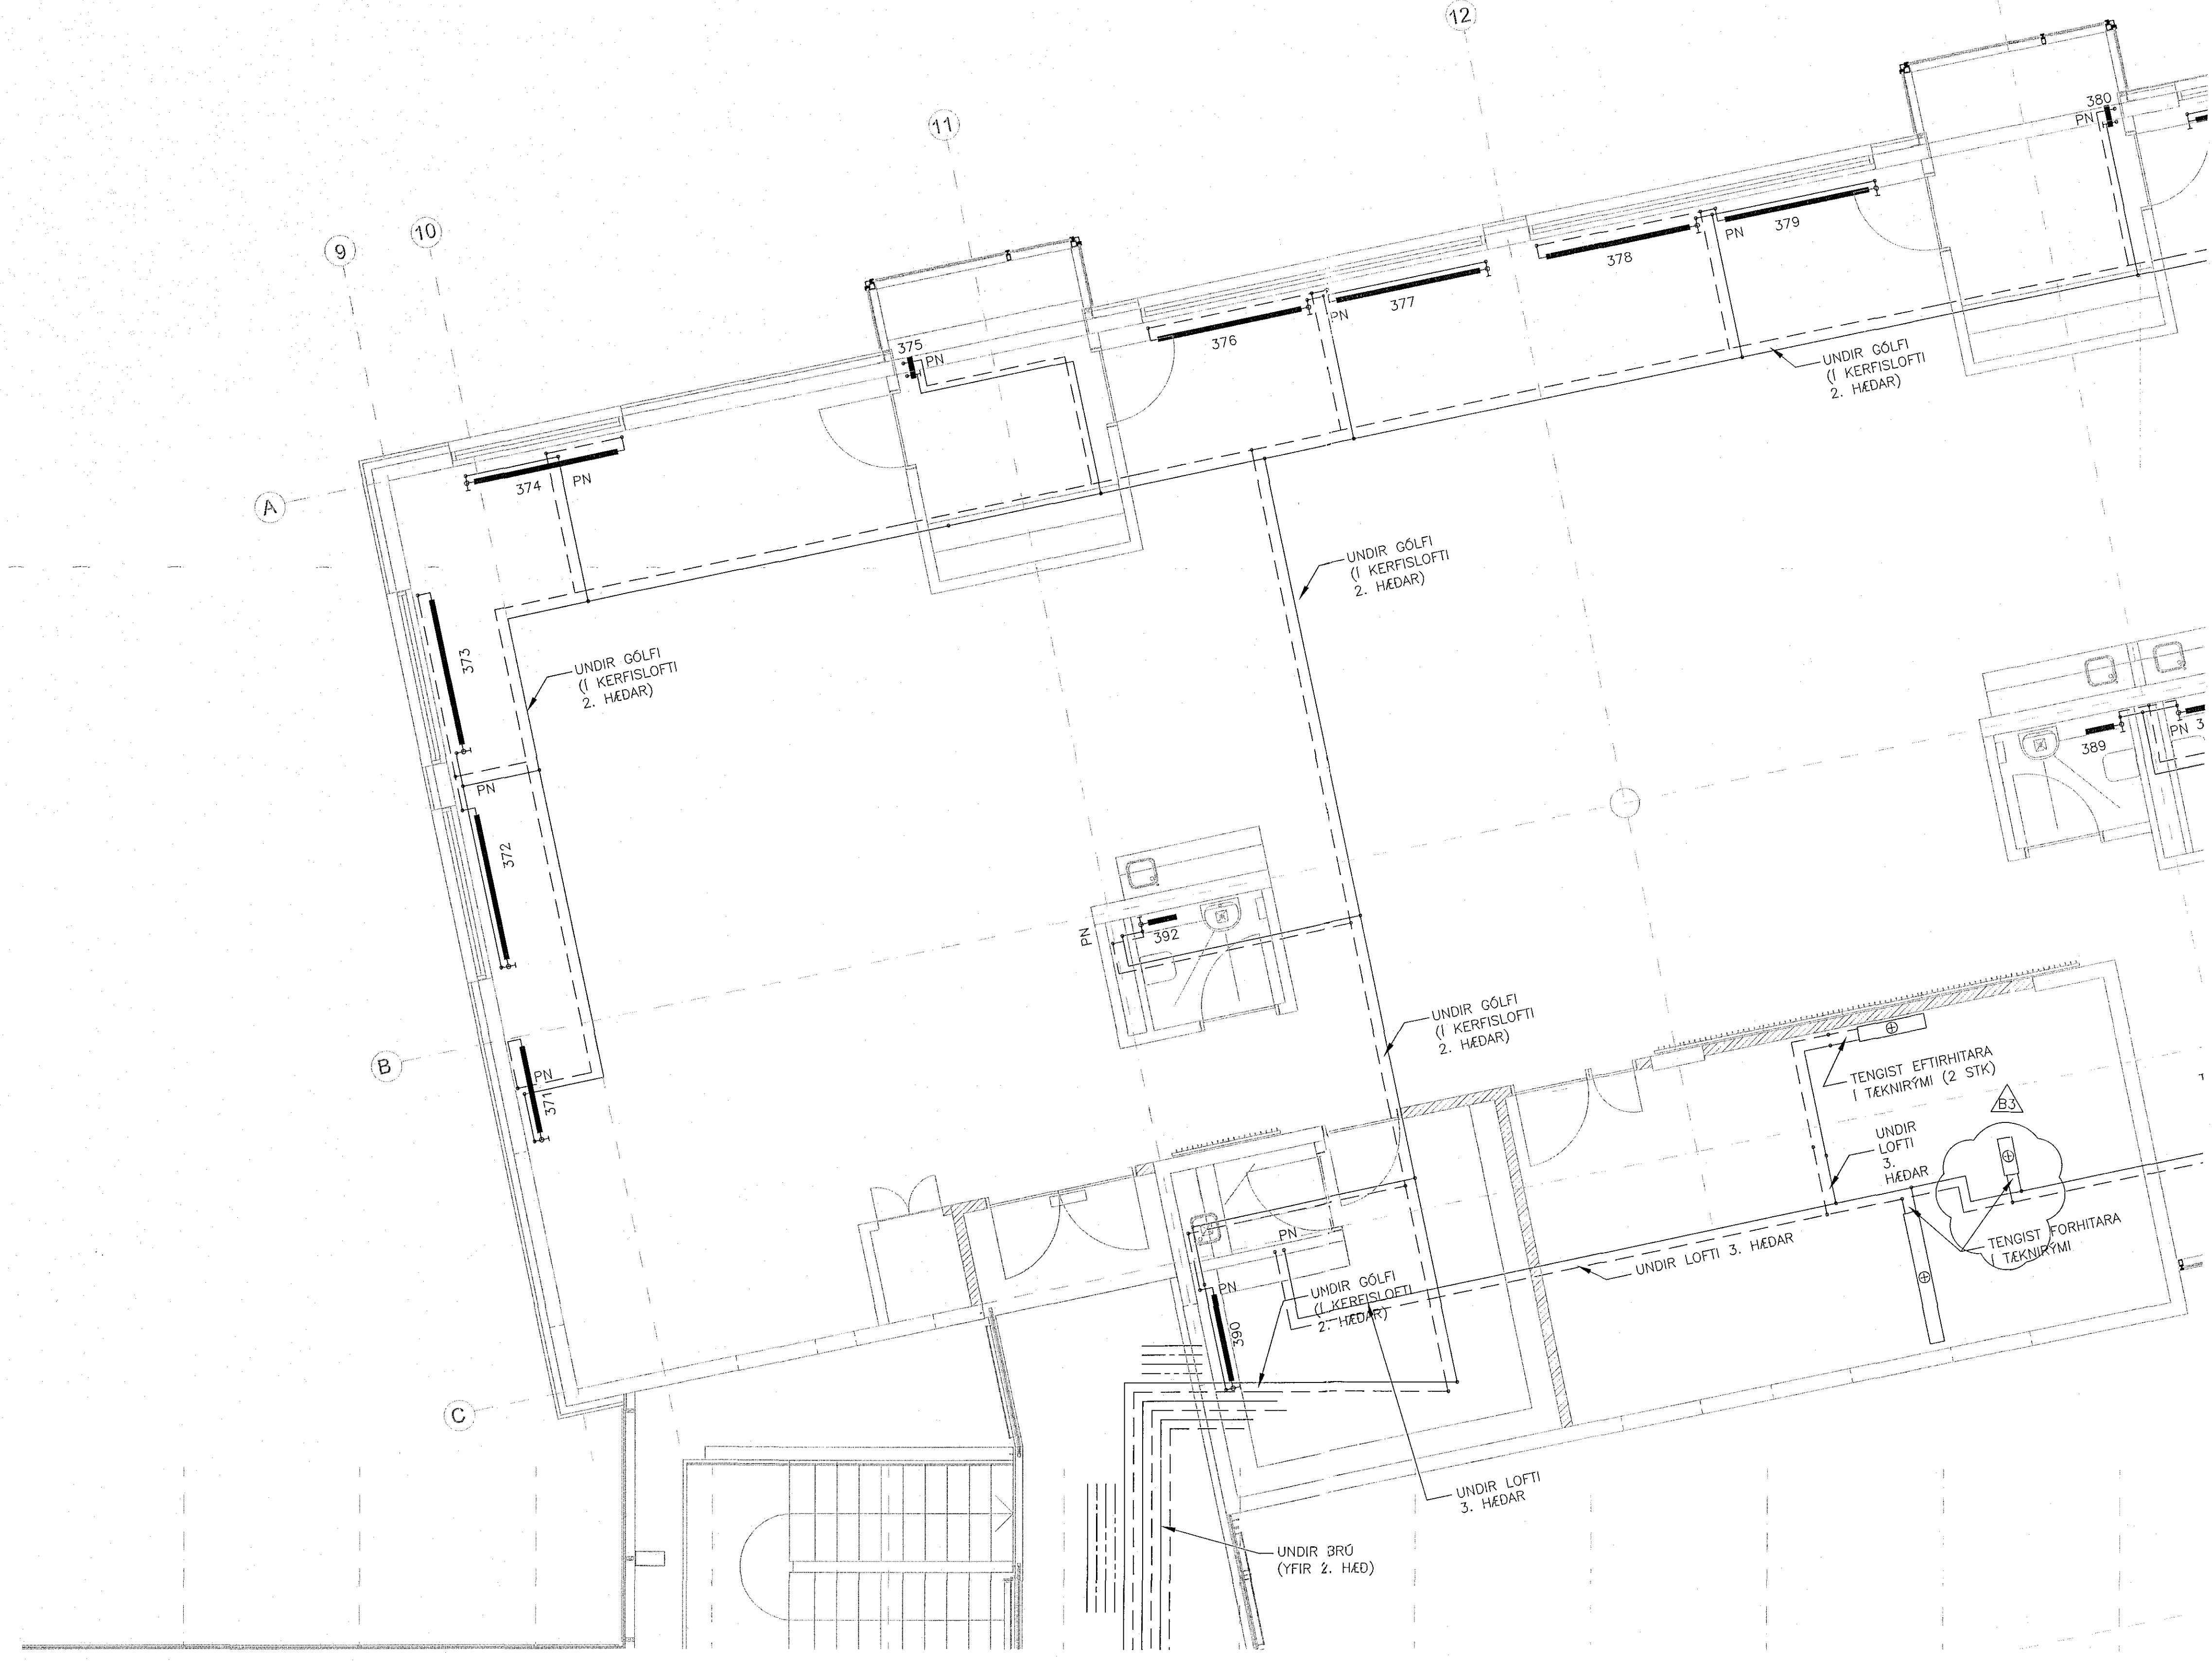 12
11
10
9
A
B
C
380
PN
379
PN
378
377
PN
376
375
PN
374
PN
373
PN
372
PN
371
UNDIR GÓLFI
(Í KERFISLOFTI
2. HÆÐAR)
UNDIR GÓLFI
(Í KERFISLOFTI
2. HÆÐAR)
UNDIR GÓLFI
(Í KERFISLOFTI
2. HÆÐAR)
389
PN
PN
392
UNDIR GÓLFI
(Í KERFISLOFTI
2. HÆÐAR)
TENGIST EFTIRHITARA
Í TÆKNIRÝMI (2 STK)
B3
UNDIR
LOFTI
3.
HÆÐAR
TENGIST FORHITARA
Í TÆKNIRÝMI
UNDIR LOFTI 3. HÆÐAR
PN
PN
390
UNDIR GÓLFI
(Í KERFISLOFTI
2. HÆÐAR)
UNDIR LOFTI
3. HÆÐAR
UNDIR BRÚ
(YFIR 2. HÆÐ)